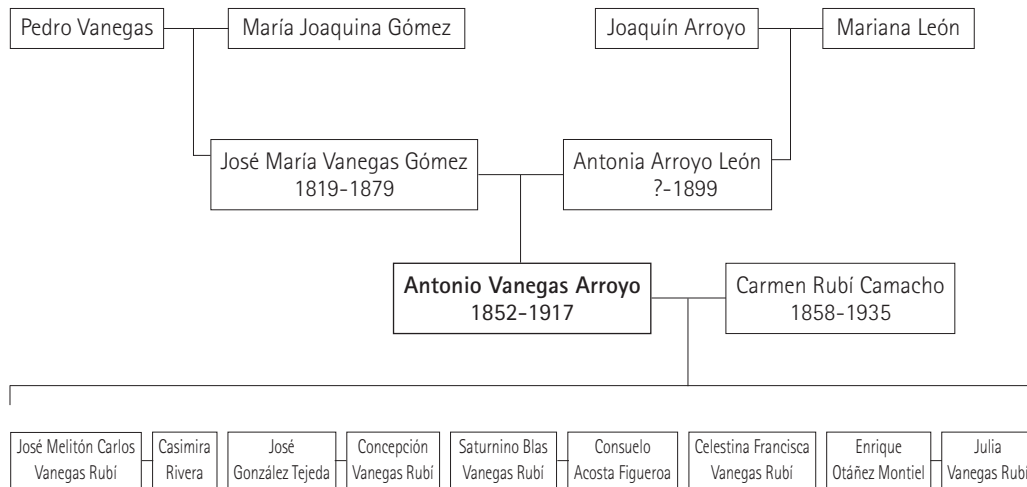 Pedro Vanegas
María Joaquina Gómez
Joaquín Arroyo
Mariana León
José María Vanegas Gómez
1819-1879
Antonia Arroyo León
?-1899
Antonio Vanegas Arroyo
1852-1917
Carmen Rubí Camacho
1858-1935
José Melitón Carlos
Vanegas Rubí
Casimira
Rivera
José
González Tejeda
Concepción
Vanegas Rubí
Saturnino Blas
Vanegas Rubí
Consuelo
Acosta Figueroa
Celestina Francisca
Vanegas Rubí
Enrique
Otáñez Montiel
Julia
Vanegas Rubí